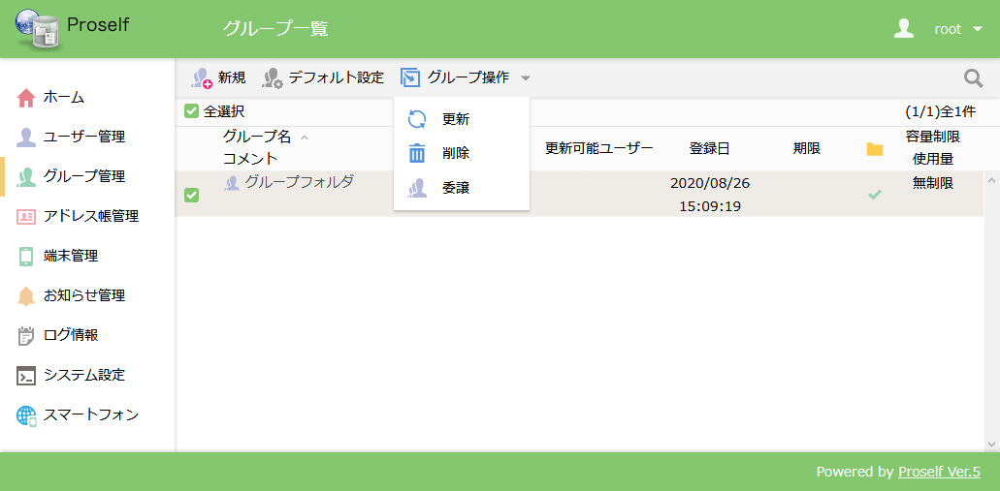 Proself
グループ一覧
root
ホーム
ユーザー管理
グループ管理
アドレス帳管理
端末管理
お知らせ管理
ログ情報
システム設定
スマートフォン
新規 デフォルト設定 グループ操作
全選択
(1/1)全1件
更新
削除
委譲
グループ名
コメント
更新可能ユーザー
登録日
期限
容量制限
使用量
グループフォルダ
2020/08/26
15:09:19
無制限
Powered by Proself Ver.5